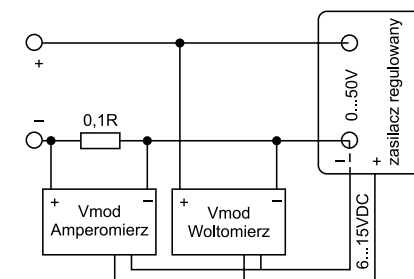 +
−
0,1R
+ −
Vmod
Amperomierz
+ −
Vmod
Woltomierz
0...50V
zasilacz regulowany
− +
6...15VDC